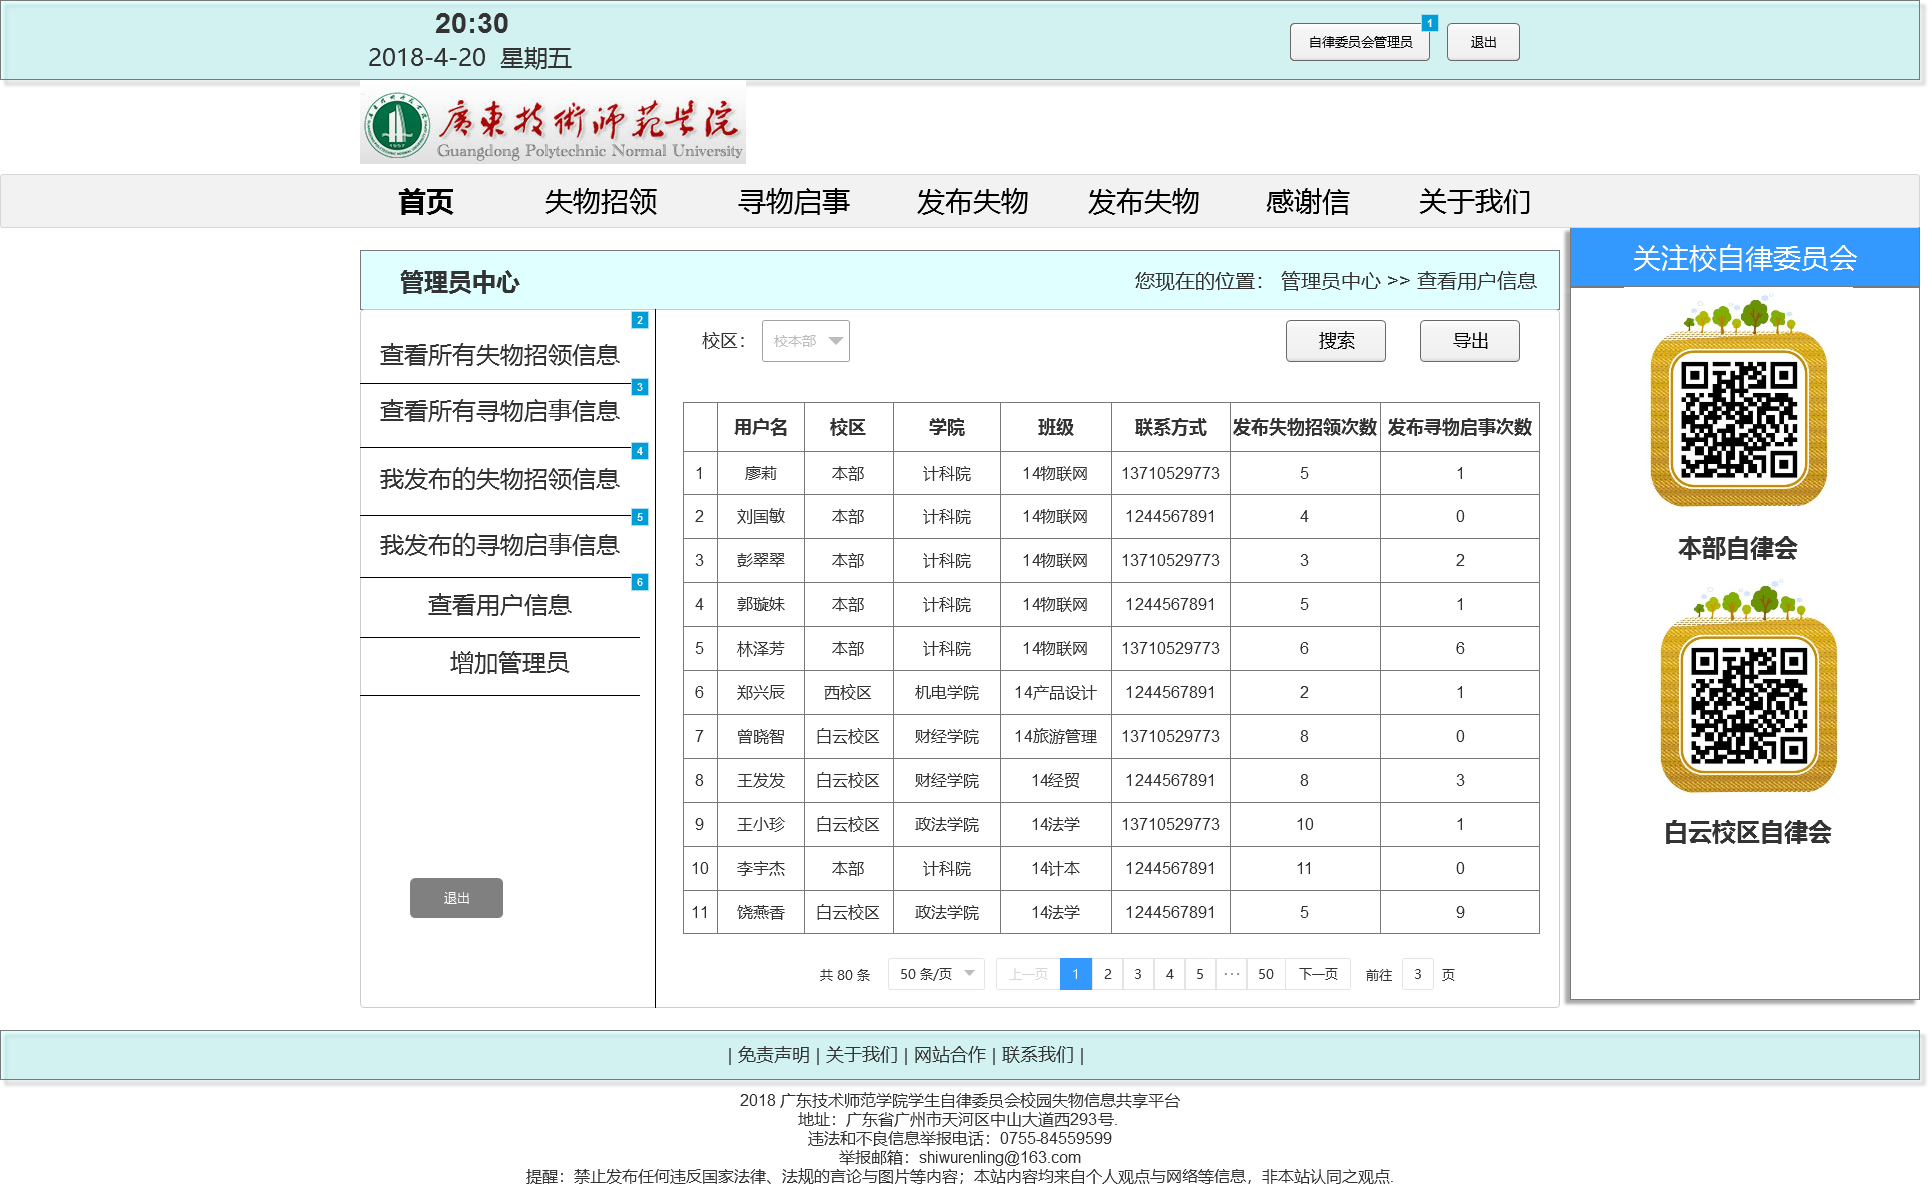 20:30
2018-4-20 星期五
自律委员会管理员
1
退出
廣東技術师范学院
Guangdong Polytechnic Normal University
首页 失物招领 寻物启事 发布失物 发布失物 感谢信 关于我们
管理员中心
您现在的位置： 管理员中心 >> 查看用户信息
2
查看所有失物招领信息
3
查看所有寻物启事信息
4
我发布的失物招领信息
5
我发布的寻物启事信息
6
查看用户信息
增加管理员
退出
校区： 校本部 搜索 导出
用户名 校区 学院 班级 联系方式 发布失物招领次数 发布寻物启事次数
1 廖莉 本部 计科院 14物联网 13710529773 5 1
2 刘国敏 本部 计科院 14物联网 1244567891 4 0
3 彭翠翠 本部 计科院 14物联网 13710529773 3 2
4 郭璇妹 本部 计科院 14物联网 1244567891 5 1
5 林泽芳 本部 计科院 14物联网 13710529773 6 6
6 郑兴辰 西校区 机电学院 14产品设计 1244567891 2 1
7 曾晓智 白云校区 财经学院 14旅游管理 13710529773 8 0
8 王发发 白云校区 财经学院 14经贸 1244567891 8 3
9 王小珍 白云校区 政法学院 14法学 13710529773 10 1
10 李宇杰 本部 计科院 14计本 1244567891 11 0
11 饶燕香 白云校区 政法学院 14法学 1244567891 5 9
共 80 条 50 条/页 上一页 1 2 3 4 5 ··· 50 下一页 前往 3 页
关注校自律委员会
本部自律会
白云校区自律会
| 免责声明 | 关于我们 | 网站合作 | 联系我们 |
2018 广东技术师范学院学生自律委员会校园失物信息共享平台
地址：广东省广州市天河区中山大道西293号.
违法和不良信息举报电话：0755-84559599
举报邮箱：shiwurenling@163.com
提醒：禁止发布任何违反国家法律、法规的言论与图片等内容；本站内容均来自个人观点与网络等信息，非本站认同之观点.